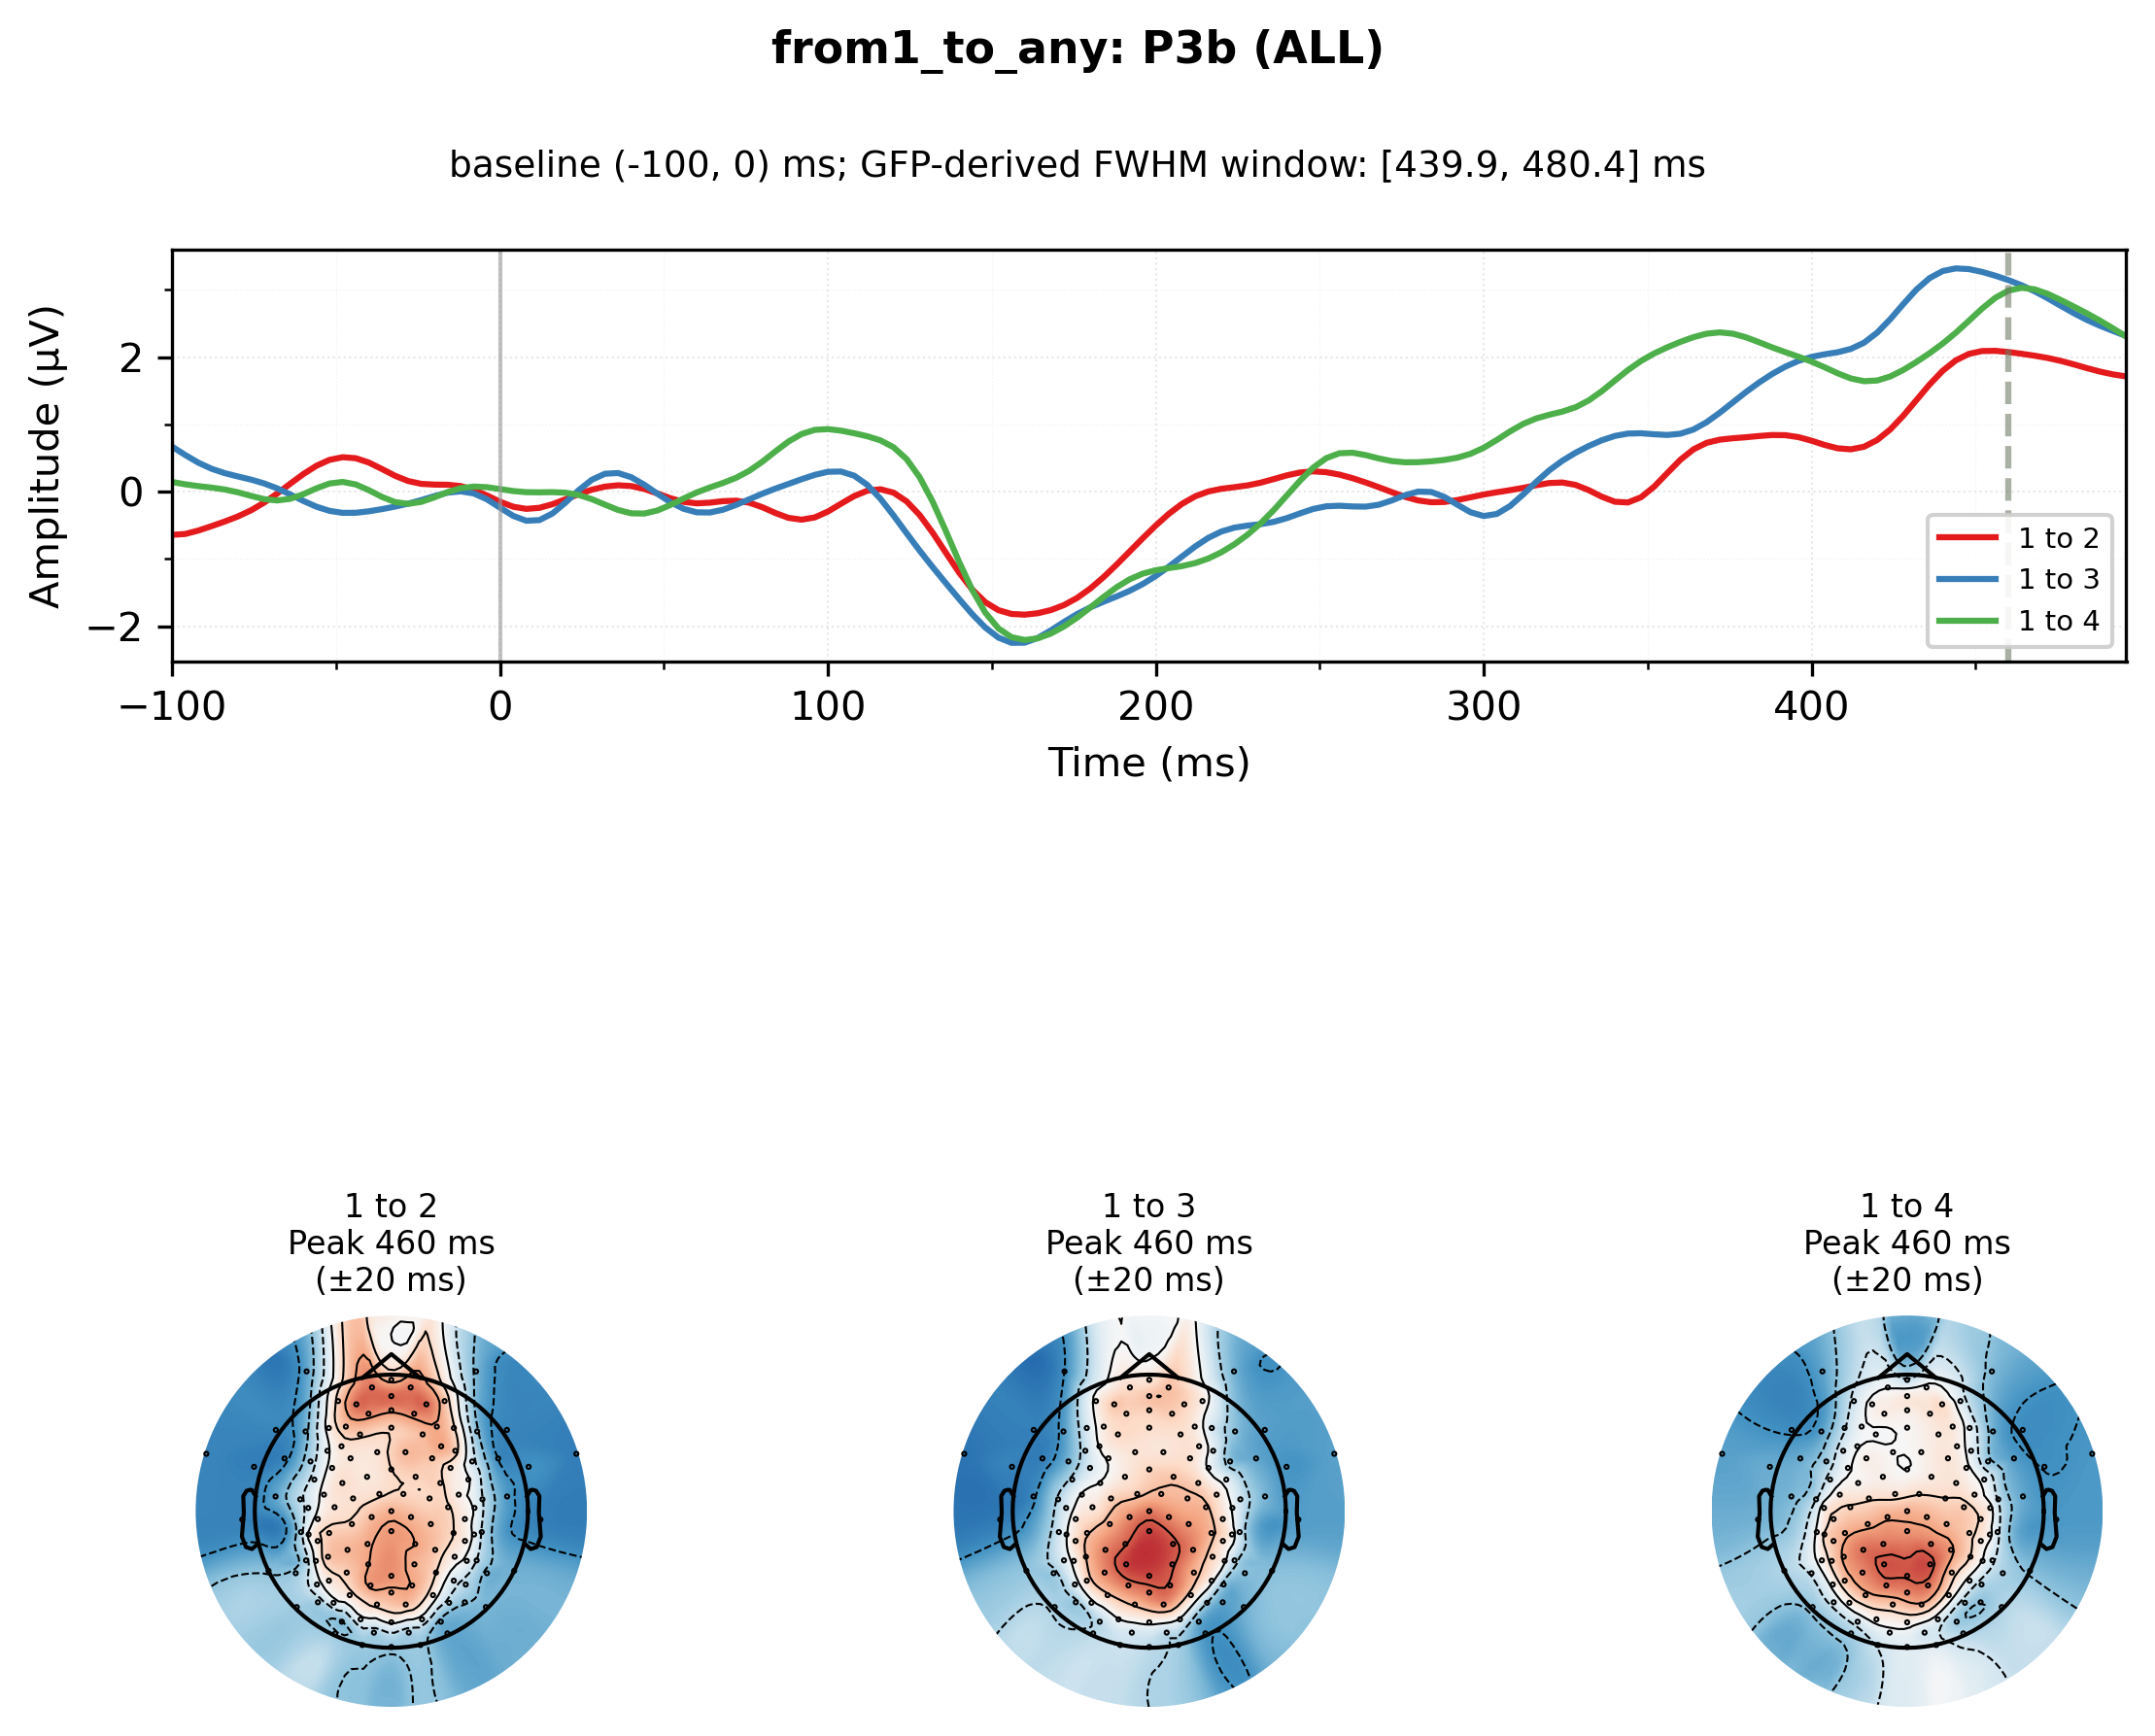 from1_to_any: P3b (ALL)
baseline (-100, 0) ms; GFP-derived FWHM window: [439.9, 480.4] ms
Amplitude (µV)
2
0
−2
1 to 2
1 to 3
1 to 4
−100
0
100
200
300
400
Time (ms)
1 to 2
Peak 460 ms
(±20 ms)
1 to 3
Peak 460 ms
(±20 ms)
1 to 4
Peak 460 ms
(±20 ms)